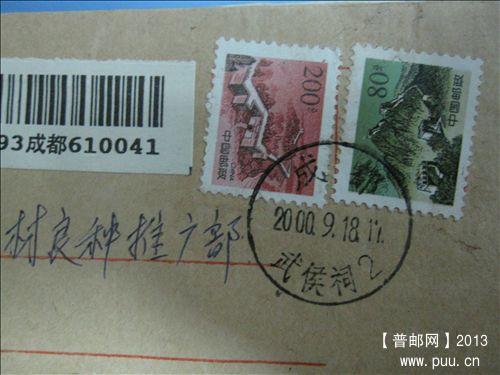 93成都610041
200分
中国邮政
CHINA
80分
中国邮政
材良种推广部
成
2000.9.18.11.
武侯祠2
【普邮网】2013
www.puu.cn